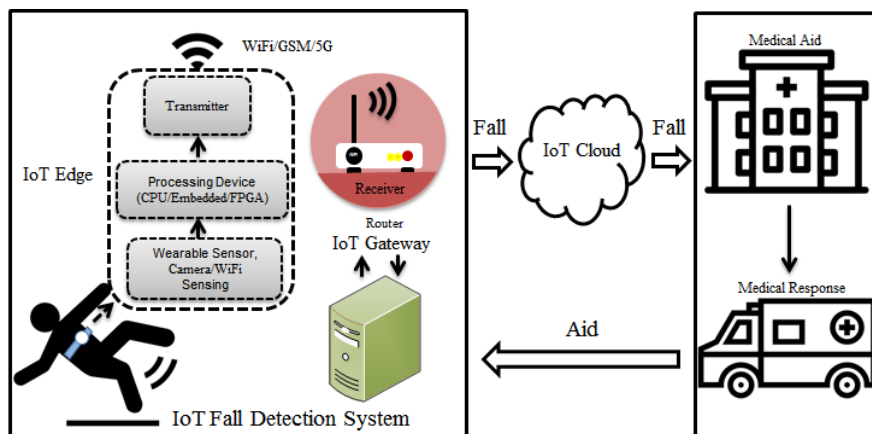 WiFi/GSM/5G
Transmitter
IoT Edge
Processing Device
(CPU/Embedded/FPGA)
Wearable Sensor,
Camera/WiFi
Sensing
Receiver
Router
IoT Gateway
IoT Fall Detection System
Fall
IoT Cloud
Fall
Medical Aid
Medical Response
Aid